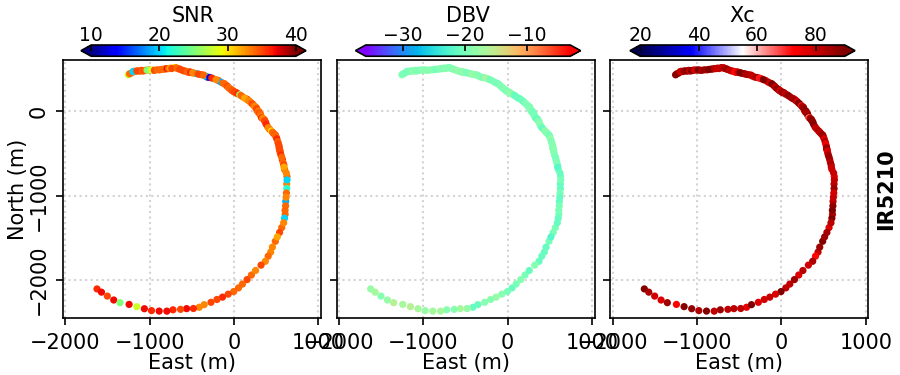 SNR DBV Xc
10 20 30 40 −30 −20 −10 20 40 60 80
North (m)
0
−1000
−2000
IR5210
−2000 −1000 0 1000 −2000 −1000 0 1000 −2000 −1000 0 1000
East (m) East (m) East (m)